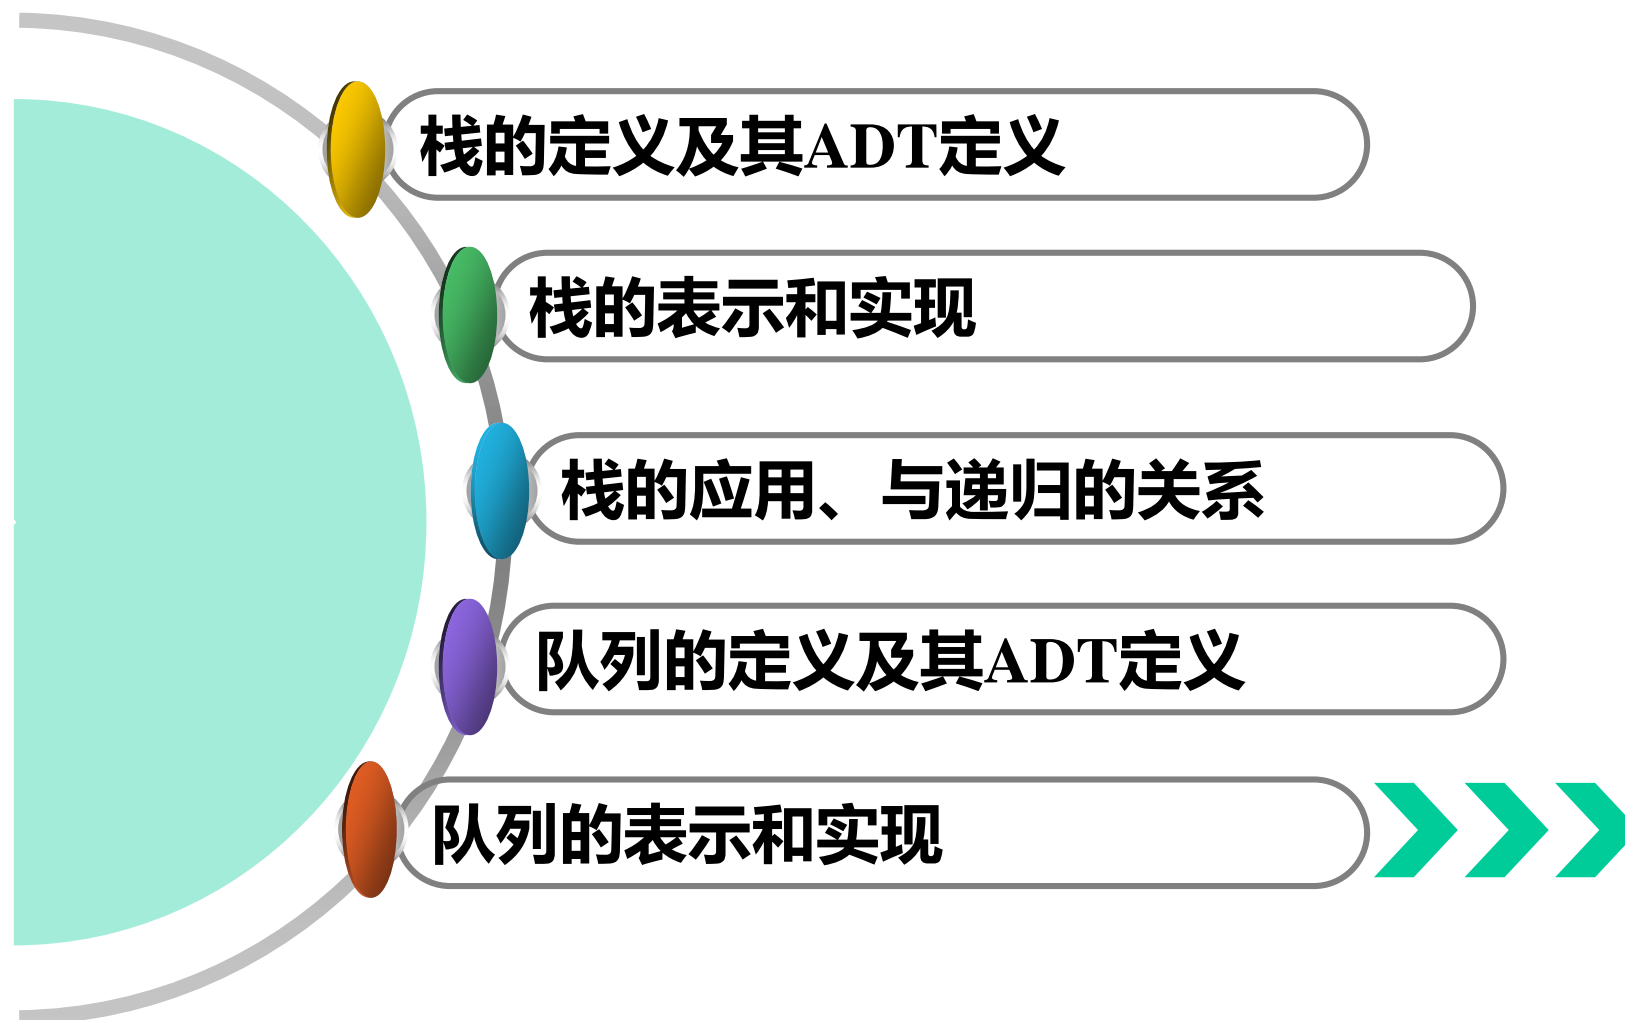 栈的定义及其ADT定义
栈的表示和实现
栈的应用、与递归的关系
队列的定义及其ADT定义
队列的表示和实现